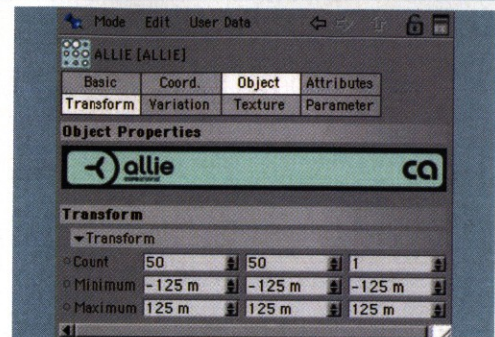 Mode Edit User Data
ALLIE [ALLIE]
Basic Coord. Object Attributes
Transform Variation Texture Parameter
Object Properties
allie ca
Transform
Transform
Count 50 50 1
Minimum -125 m -125 m -125 m
Maximum 125 m 125 m 125 m